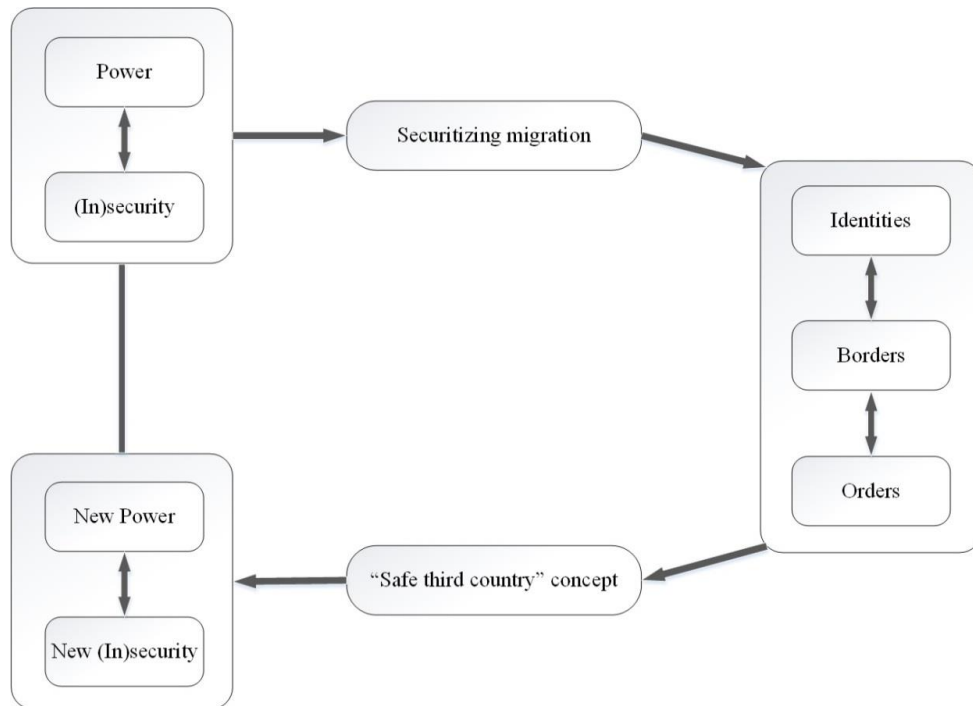 Power
(In)security
Securitizing migration
Identities
Borders
Orders
“Safe third country” concept
New Power
New (In)security